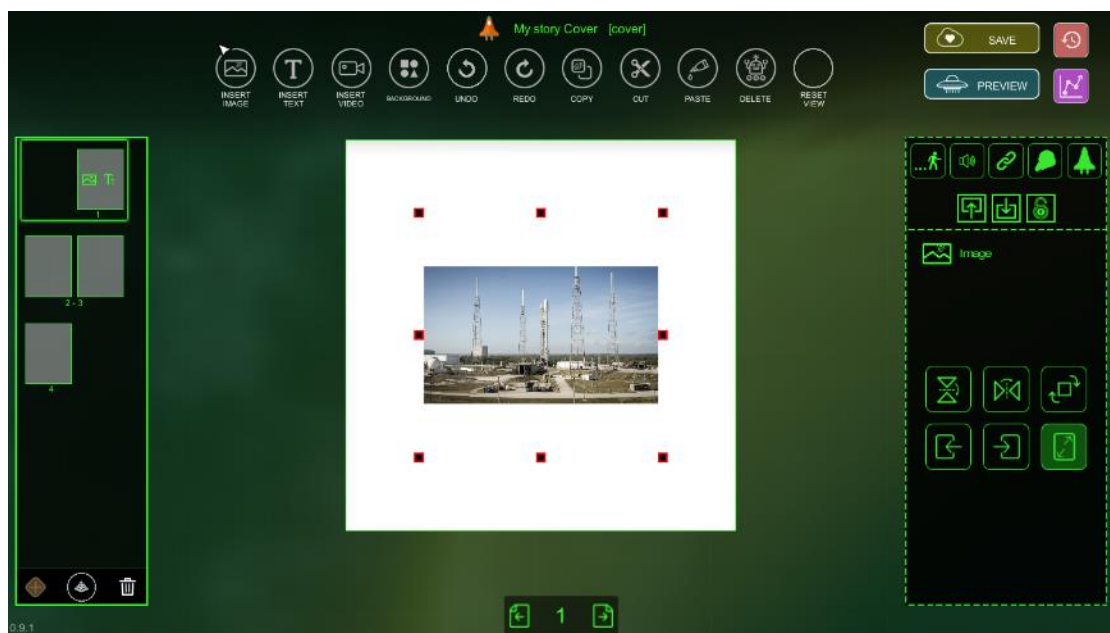 My story Cover [cover]
SAVE
PREVIEW
INSERT
IMAGE
INSERT
TEXT
INSERT
VIDEO
BACKGROUND
UNDO
REDO
COPY
CUT
PASTE
DELETE
RESET
VIEW
1
2 - 3
4
Image
1
0.9.1